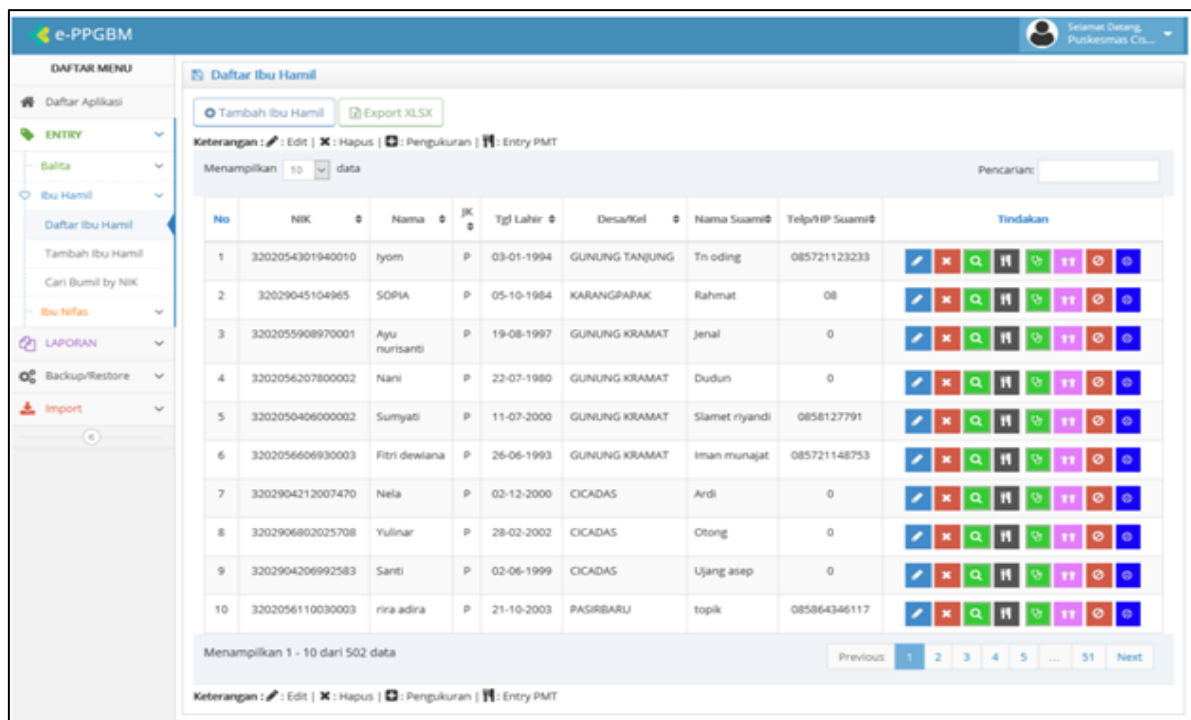 e-PPGBM
Selamat Datang,
Puskesmas Cis...
DAFTAR MENU
Daftar Aplikasi
ENTRY
Balita
Ibu Hamil
Daftar Ibu Hamil
Tambah Ibu Hamil
Cari Bumil by NIK
Ibu Nifas
LAPORAN
Backup/Restore
Import
Daftar Ibu Hamil
Tambah Ibu Hamil Export XLSX
Keterangan : : Edit | : Hapus | : Pengukuran | : Entry PMT
Menampilkan 10 data Pencarian:
No NIK Nama JK Tgl Lahir Desa/Kel Nama Suami Telp/HP Suami Tindakan
1 3202054301940010 Iyom P 03-01-1994 GUNUNG TANJUNG Tn oding 085721123233
2 32029045104965 SOPIA P 05-10-1984 KARANGPAPAK Rahmat 08
3 3202055908970001 Ayu nurisanti P 19-08-1997 GUNUNG KRAMAT Jenal 0
4 3202056207800002 Nani P 22-07-1980 GUNUNG KRAMAT Dudun 0
5 3202050406000002 Sumyati P 11-07-2000 GUNUNG KRAMAT Slamet riyandi 0858127791
6 3202056606930003 Fitri dewiana P 26-06-1993 GUNUNG KRAMAT Iman munajat 085721148753
7 3202904212007470 Nela P 02-12-2000 CICADAS Ardi 0
8 3202906802025708 Yulinar P 28-02-2002 CICADAS Otong 0
9 3202904206992583 Santi P 02-06-1999 CICADAS Ujang asep 0
10 3202056110030003 rira adira P 21-10-2003 PASIRBARU topik 085864346117
Menampilkan 1 - 10 dari 502 data Previous 1 2 3 4 5 ... 51 Next
Keterangan : : Edit | : Hapus | : Pengukuran | : Entry PMT